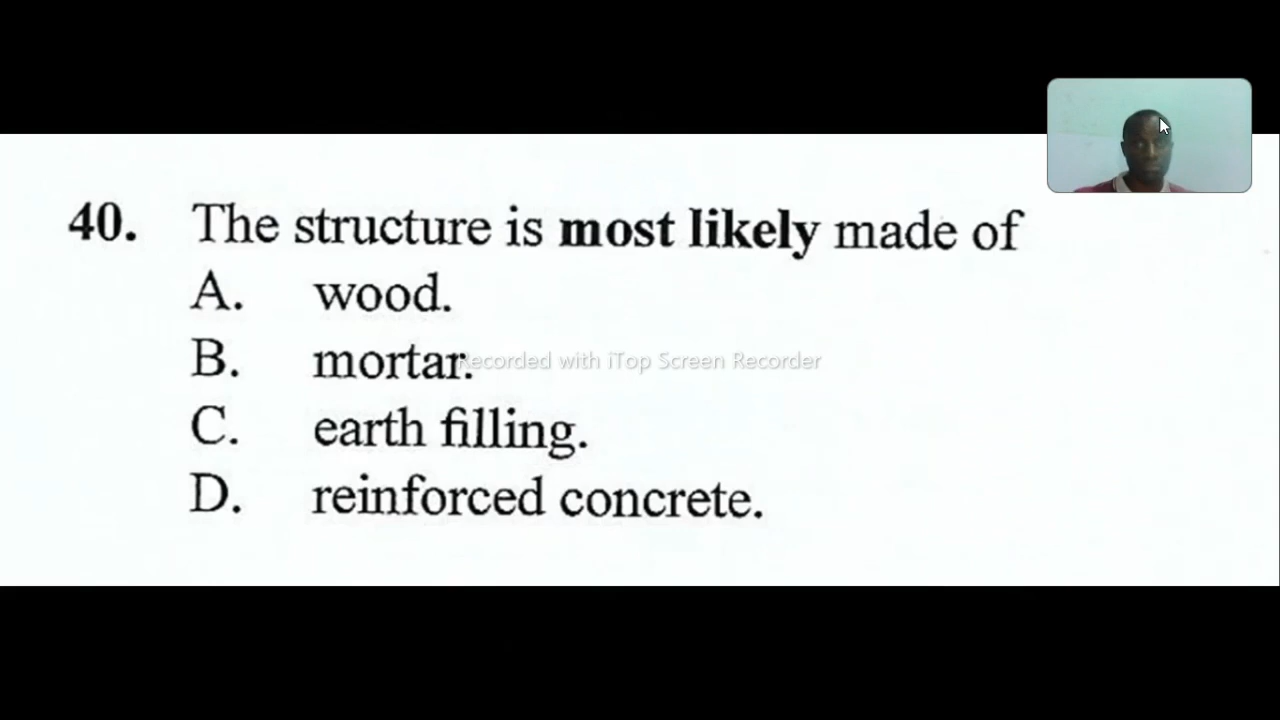 40. The structure is most likely made of
A. wood.
B. mortar.
Recorded with iTop Screen Recorder
C. earth filling.
D. reinforced concrete.